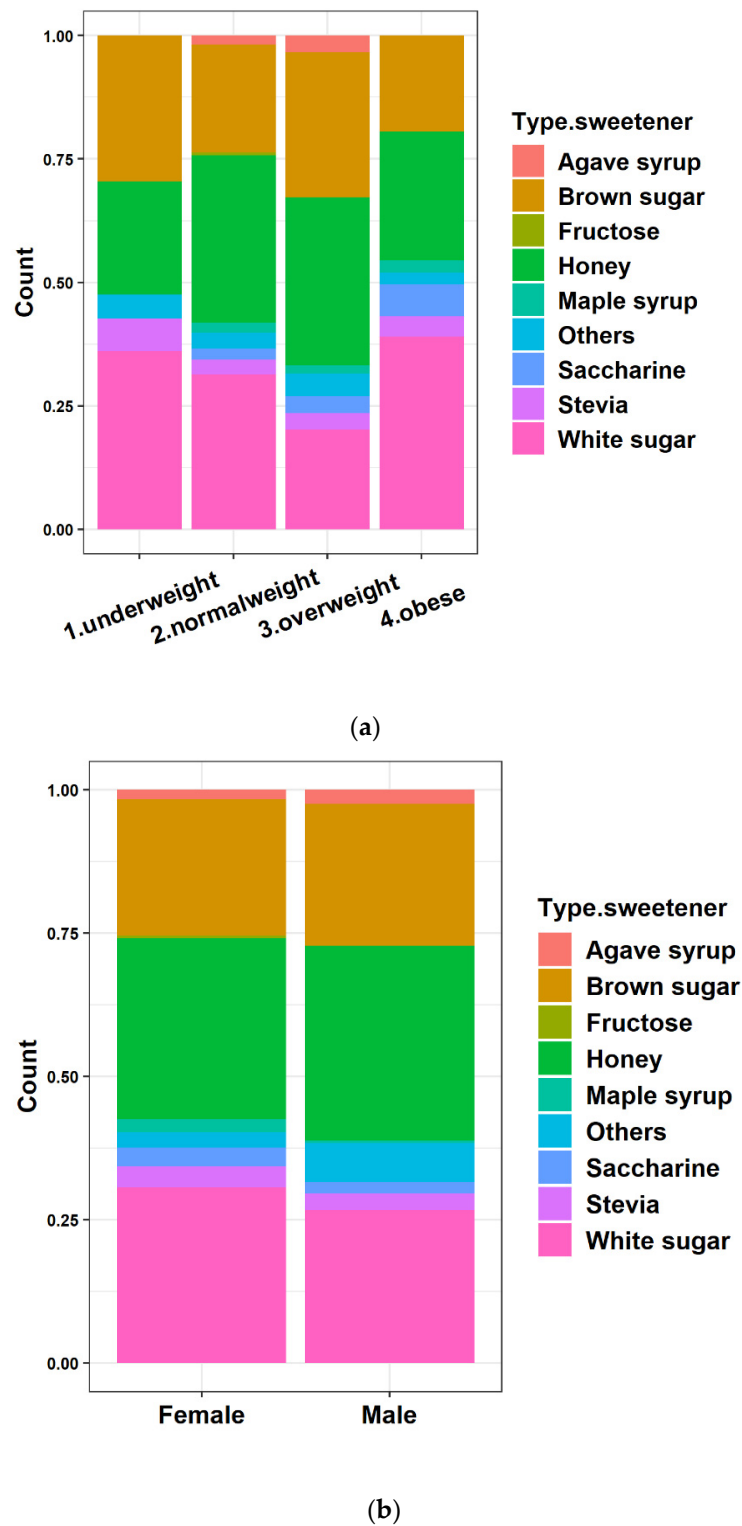 1.00
0.75
0.50
0.25
0.00
Count
1.underweight
2.normalweight
3.overweight
4.obese
Type.sweetener
Agave syrup
Brown sugar
Fructose
Honey
Maple syrup
Others
Saccharine
Stevia
White sugar
(a)
1.00
0.75
0.50
0.25
0.00
Count
Female
Male
Type.sweetener
Agave syrup
Brown sugar
Fructose
Honey
Maple syrup
Others
Saccharine
Stevia
White sugar
(b)